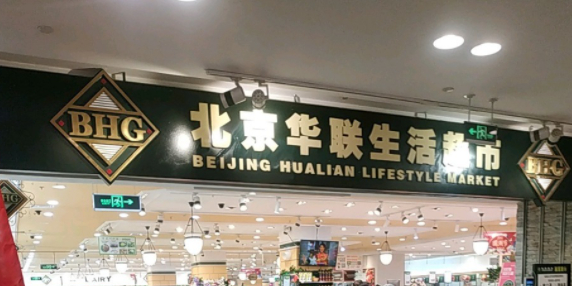 BHG
北京华联生活超市
BEIJING HUALIAN LIFESTYLE MARKET
BHG